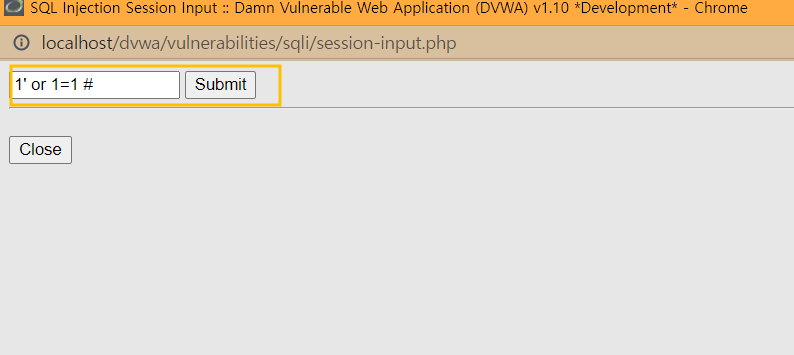 SQL Injection Session Input :: Damn Vulnerable Web Application (DVWA) v1.10 *Development* - Chrome
localhost/dvwa/vulnerabilities/sqli/session-input.php
1' or 1=1 # Submit
Close